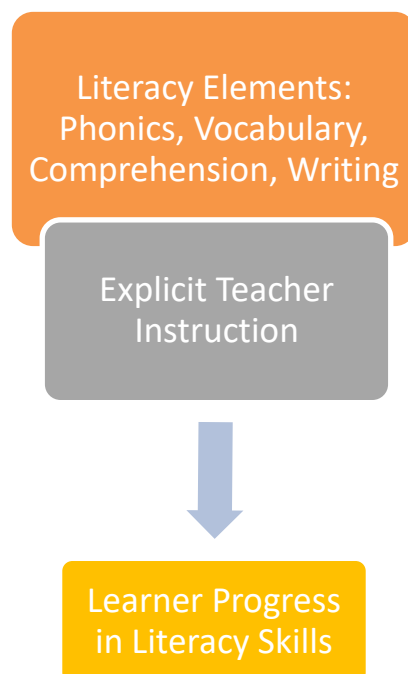 Literacy Elements:
Phonics, Vocabulary,
Comprehension, Writing
Explicit Teacher
Instruction
Learner Progress
in Literacy Skills